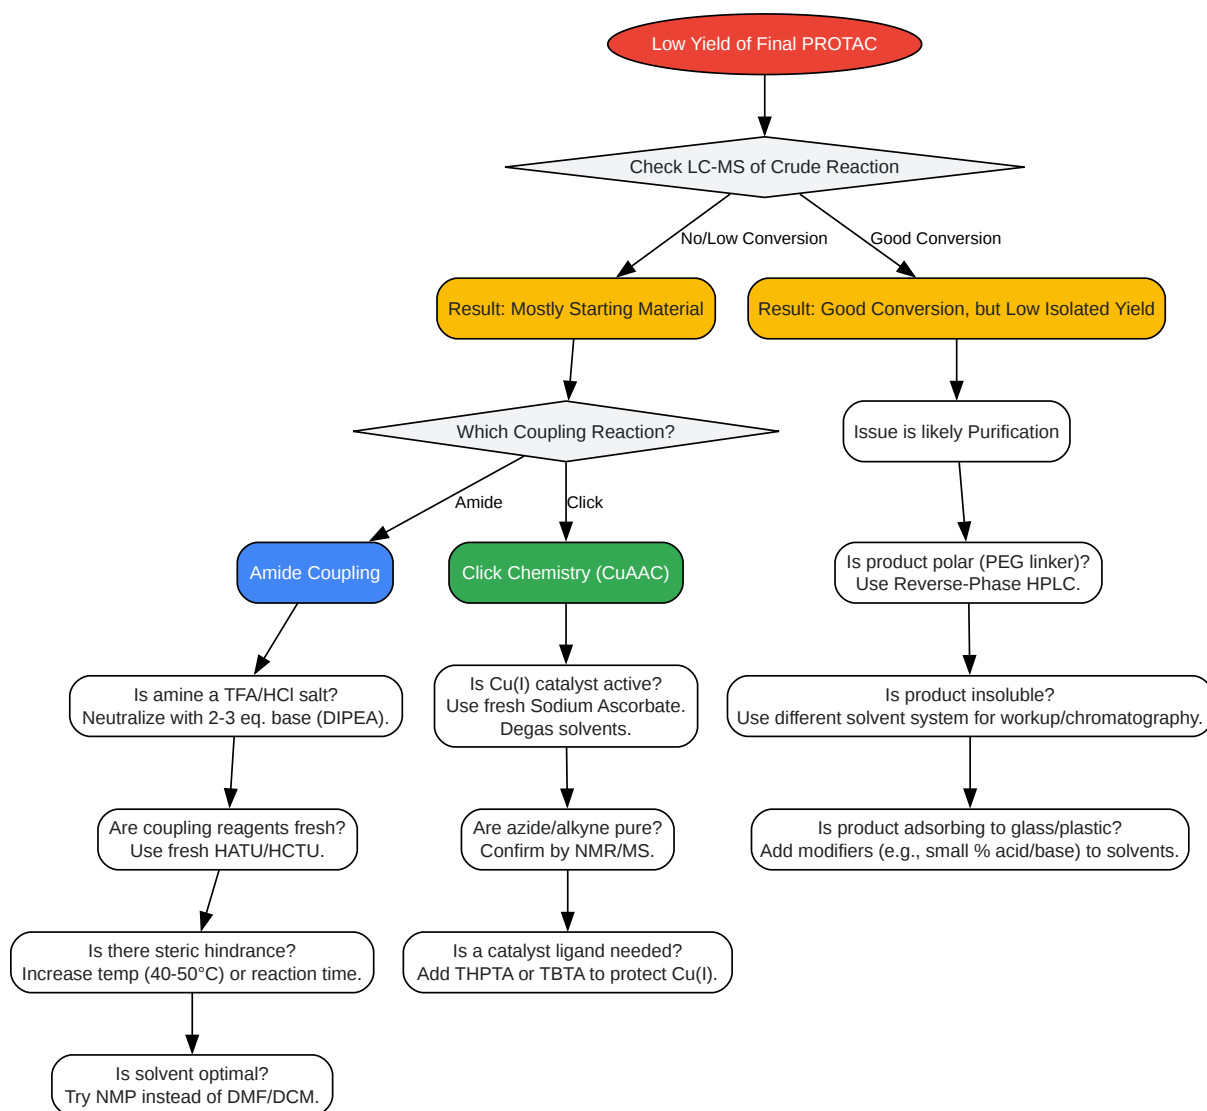 Low Yield of Final PROTAC
Check LC-MS of Crude Reaction
No/Low Conversion
Good Conversion
Result: Mostly Starting Material
Result: Good Conversion, but Low Isolated Yield
Which Coupling Reaction?
Issue is likely Purification
Amide
Click
Amide Coupling
Click Chemistry (CuAAC)
Is product polar (PEG linker)?
Use Reverse-Phase HPLC.
Is amine a TFA/HCl salt?
Neutralize with 2-3 eq. base (DIPEA).
Is Cu(I) catalyst active?
Use fresh Sodium Ascorbate.
Degas solvents.
Is product insoluble?
Use different solvent system for workup/chromatography.
Are coupling reagents fresh?
Use fresh HATU/HCTU.
Are azide/alkyne pure?
Confirm by NMR/MS.
Is product adsorbing to glass/plastic?
Add modifiers (e.g., small % acid/base) to solvents.
Is there steric hindrance?
Increase temp (40-50°C) or reaction time.
Is a catalyst ligand needed?
Add THPTA or TBTA to protect Cu(I).
Is solvent optimal?
Try NMP instead of DMF/DCM.